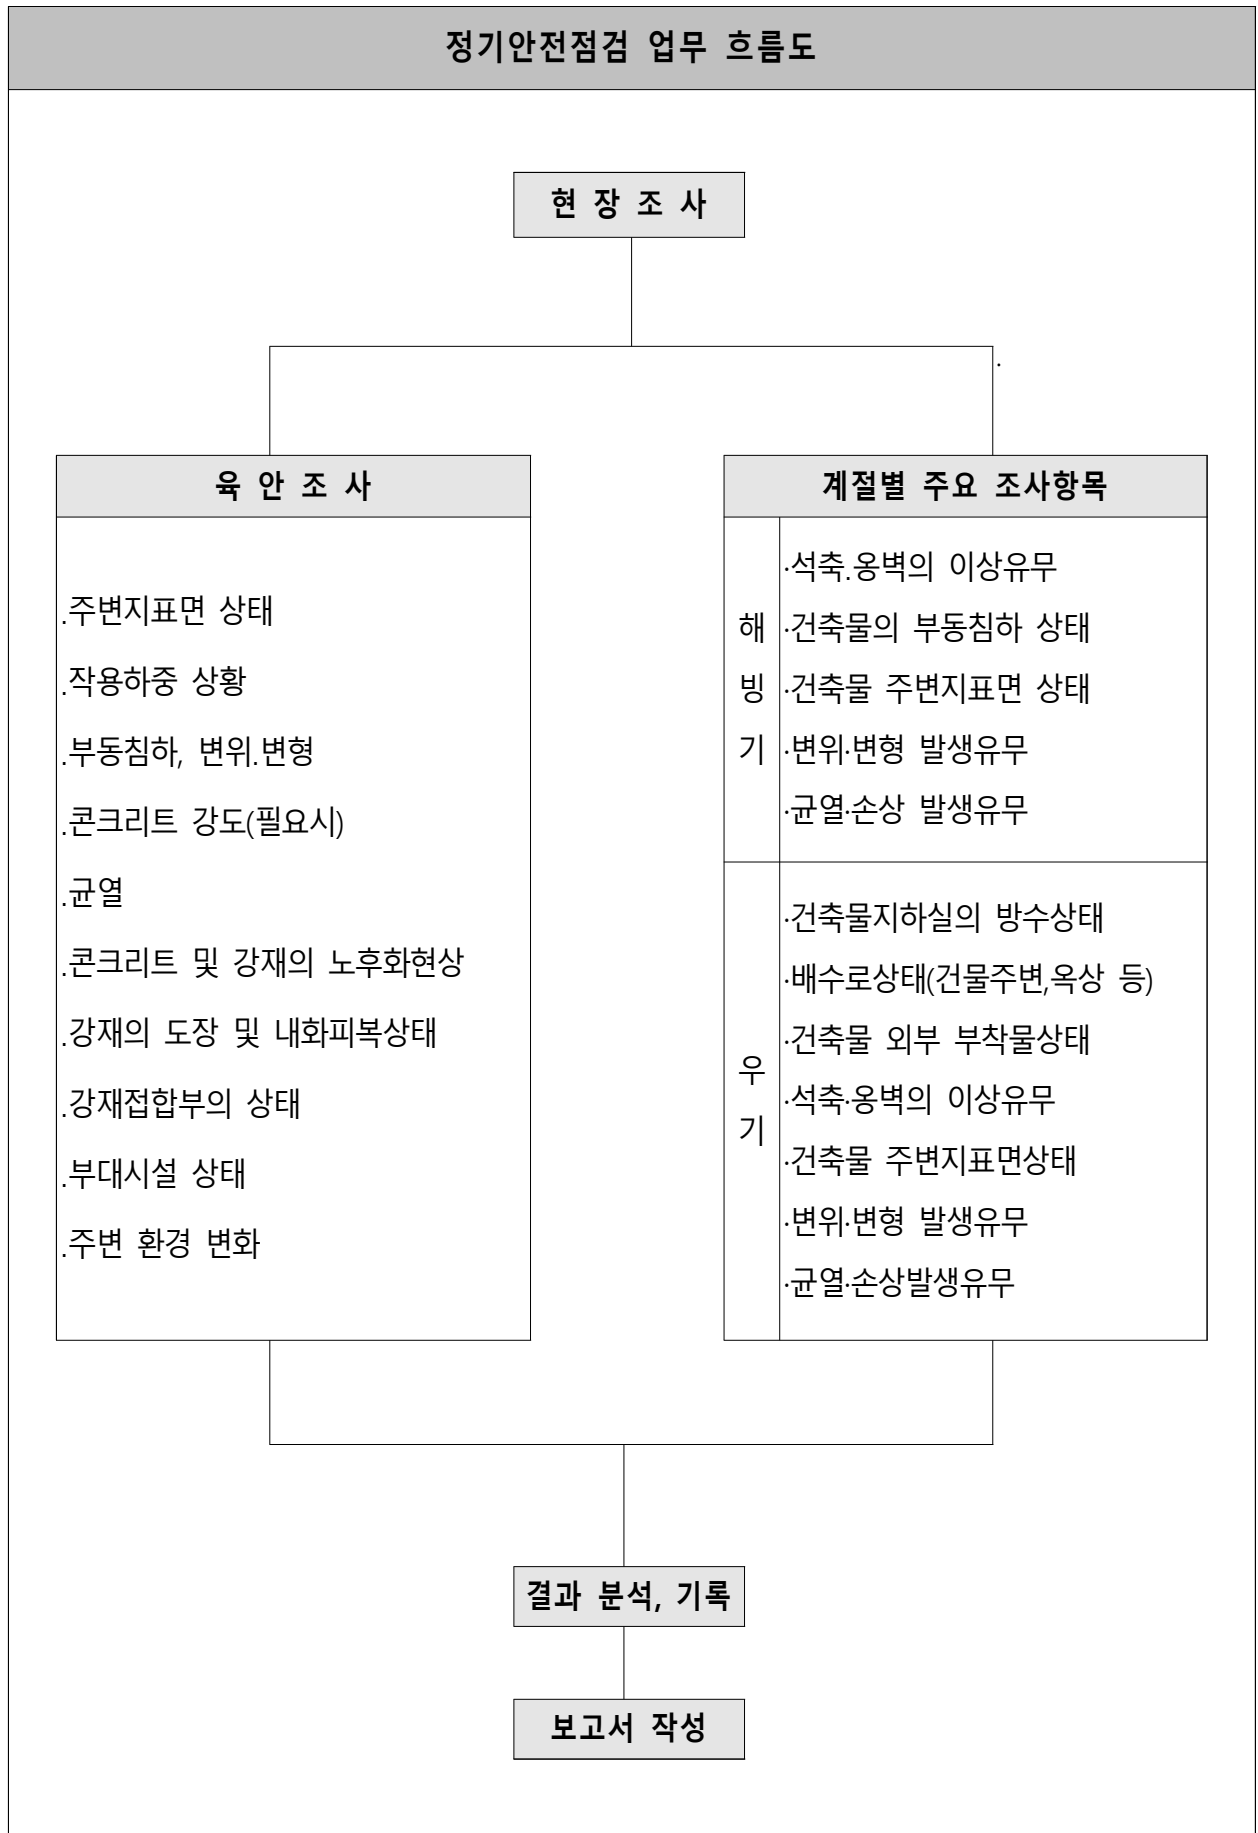 정기안전점검 업무 흐름도
현 장 조 사
.
육 안 조 사
.주변지표면 상태
.작용하중 상황
.부동침하, 변위.변형
.콘크리트 강도(필요시)
.균열
.콘크리트 및 강재의 노후화현상
.강재의 도장 및 내화피복상태
.강재접합부의 상태
.부대시설 상태
.주변 환경 변화
계절별 주요 조사항목
해
빙
기
·석축.옹벽의 이상유무
·건축물의 부동침하 상태
·건축물 주변지표면 상태
·변위·변형 발생유무
·균열·손상 발생유무
우
기
·건축물지하실의 방수상태
·배수로상태(건물주변,옥상 등)
·건축물 외부 부착물상태
·석축·옹벽의 이상유무
·건축물 주변지표면상태
·변위·변형 발생유무
·균열·손상발생유무
결과 분석, 기록
보고서 작성